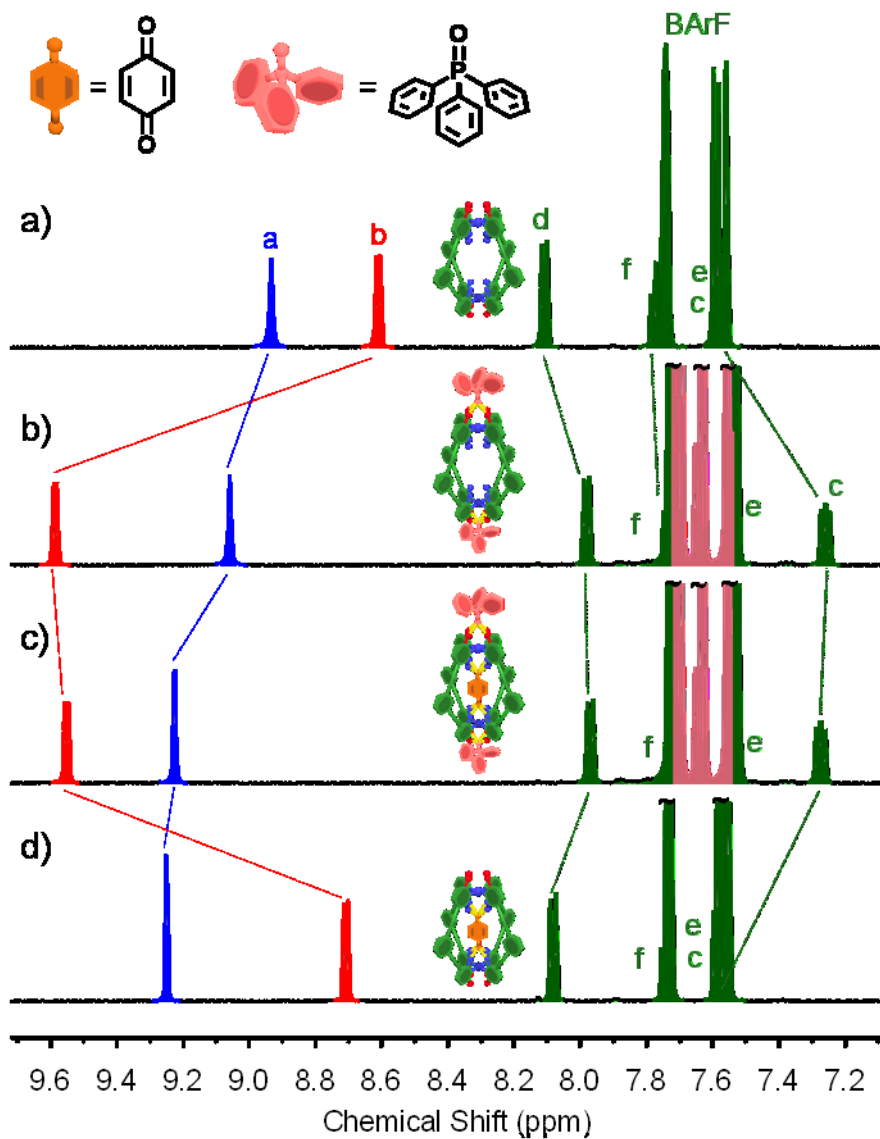 BArF
O
= =
O
O
P
a)
a
b
d
f
e
c
b)
f
e
c
c)
f
e
d)
f
e
c
9.6 9.4 9.2 9.0 8.8 8.6 8.4 8.2 8.0 7.8 7.6 7.4 7.2
Chemical Shift (ppm)